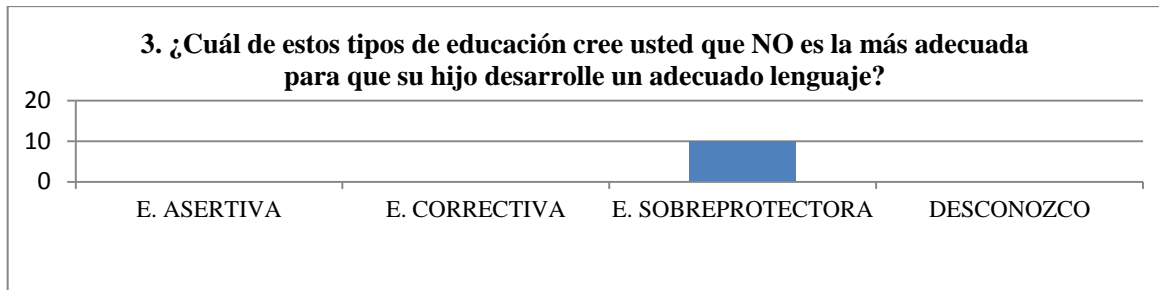 3. ¿Cuál de estos tipos de educación cree usted que NO es la más adecuada
para que su hijo desarrolle un adecuado lenguaje?
20
10
0
E. ASERTIVA E. CORRECTIVA E. SOBREPROTECTORA DESCONOZCO